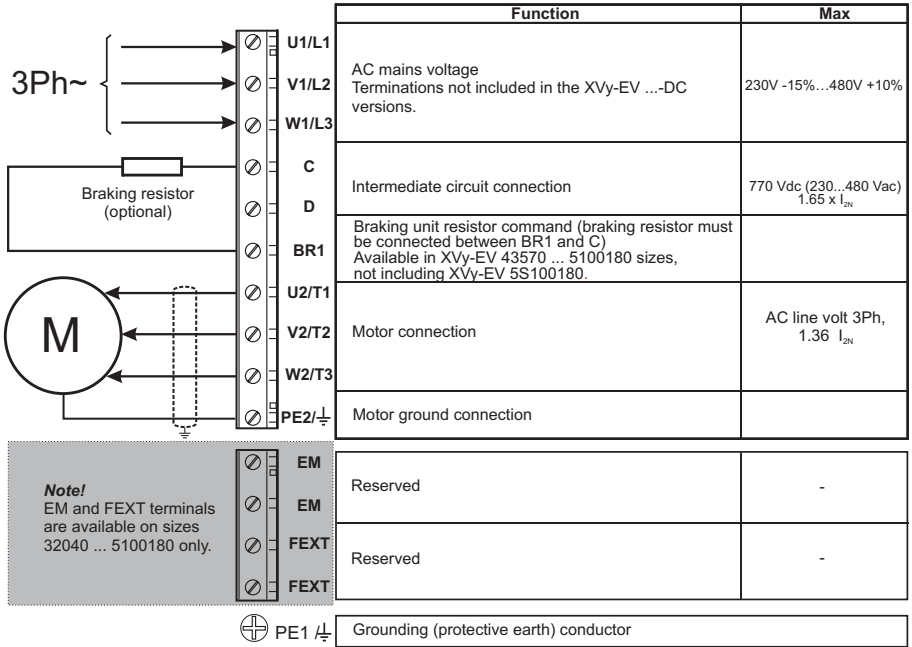 Function
Max
3Ph~
U1/L1
V1/L2
W1/L3
AC mains voltage
Terminations not included in the XVy-EV ...-DC
versions.
230V -15%…480V +10%
Braking resistor
(optional)
C
D
Intermediate circuit connection
770 Vdc (230...480 Vac)
1.65 x I2N
BR1
Braking unit resistor command (braking resistor must
be connected between BR1 and C)
Available in XVy-EV 43570 ... 5100180 sizes,
not including XVy-EV 5S100180.
M
U2/T1
V2/T2
W2/T3
Motor connection
AC line volt 3Ph,
1.36 I2N
PE2/⏚
Motor ground connection
Note!
EM and FEXT terminals
are available on sizes
32040 ... 5100180 only.
EM
EM
Reserved
-
FEXT
FEXT
Reserved
-
PE1 /⏚
Grounding (protective earth) conductor